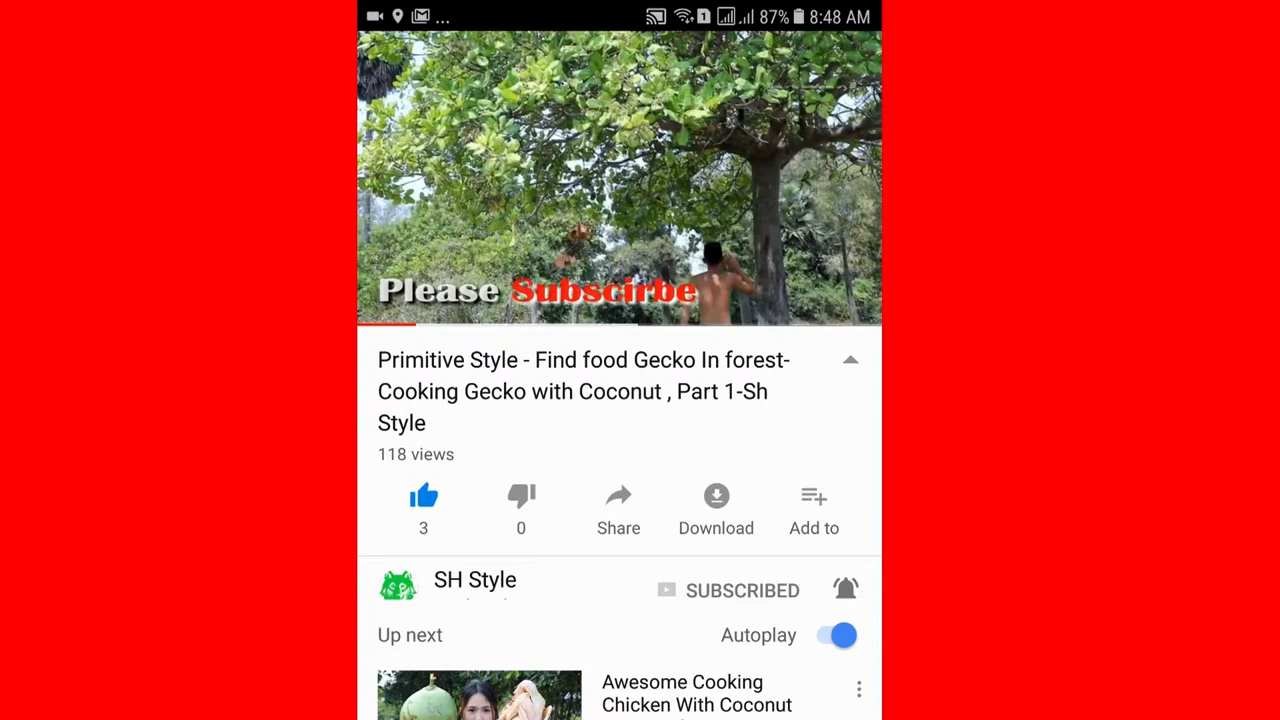 ... 87% 8:48 AM
Please Subscirbe
Primitive Style - Find food Gecko In forest-
Cooking Gecko with Coconut , Part 1-Sh
Style
118 views
3 0 Share Download Add to
SH Style SUBSCRIBED
Up next Autoplay
Awesome Cooking
Chicken With Coconut